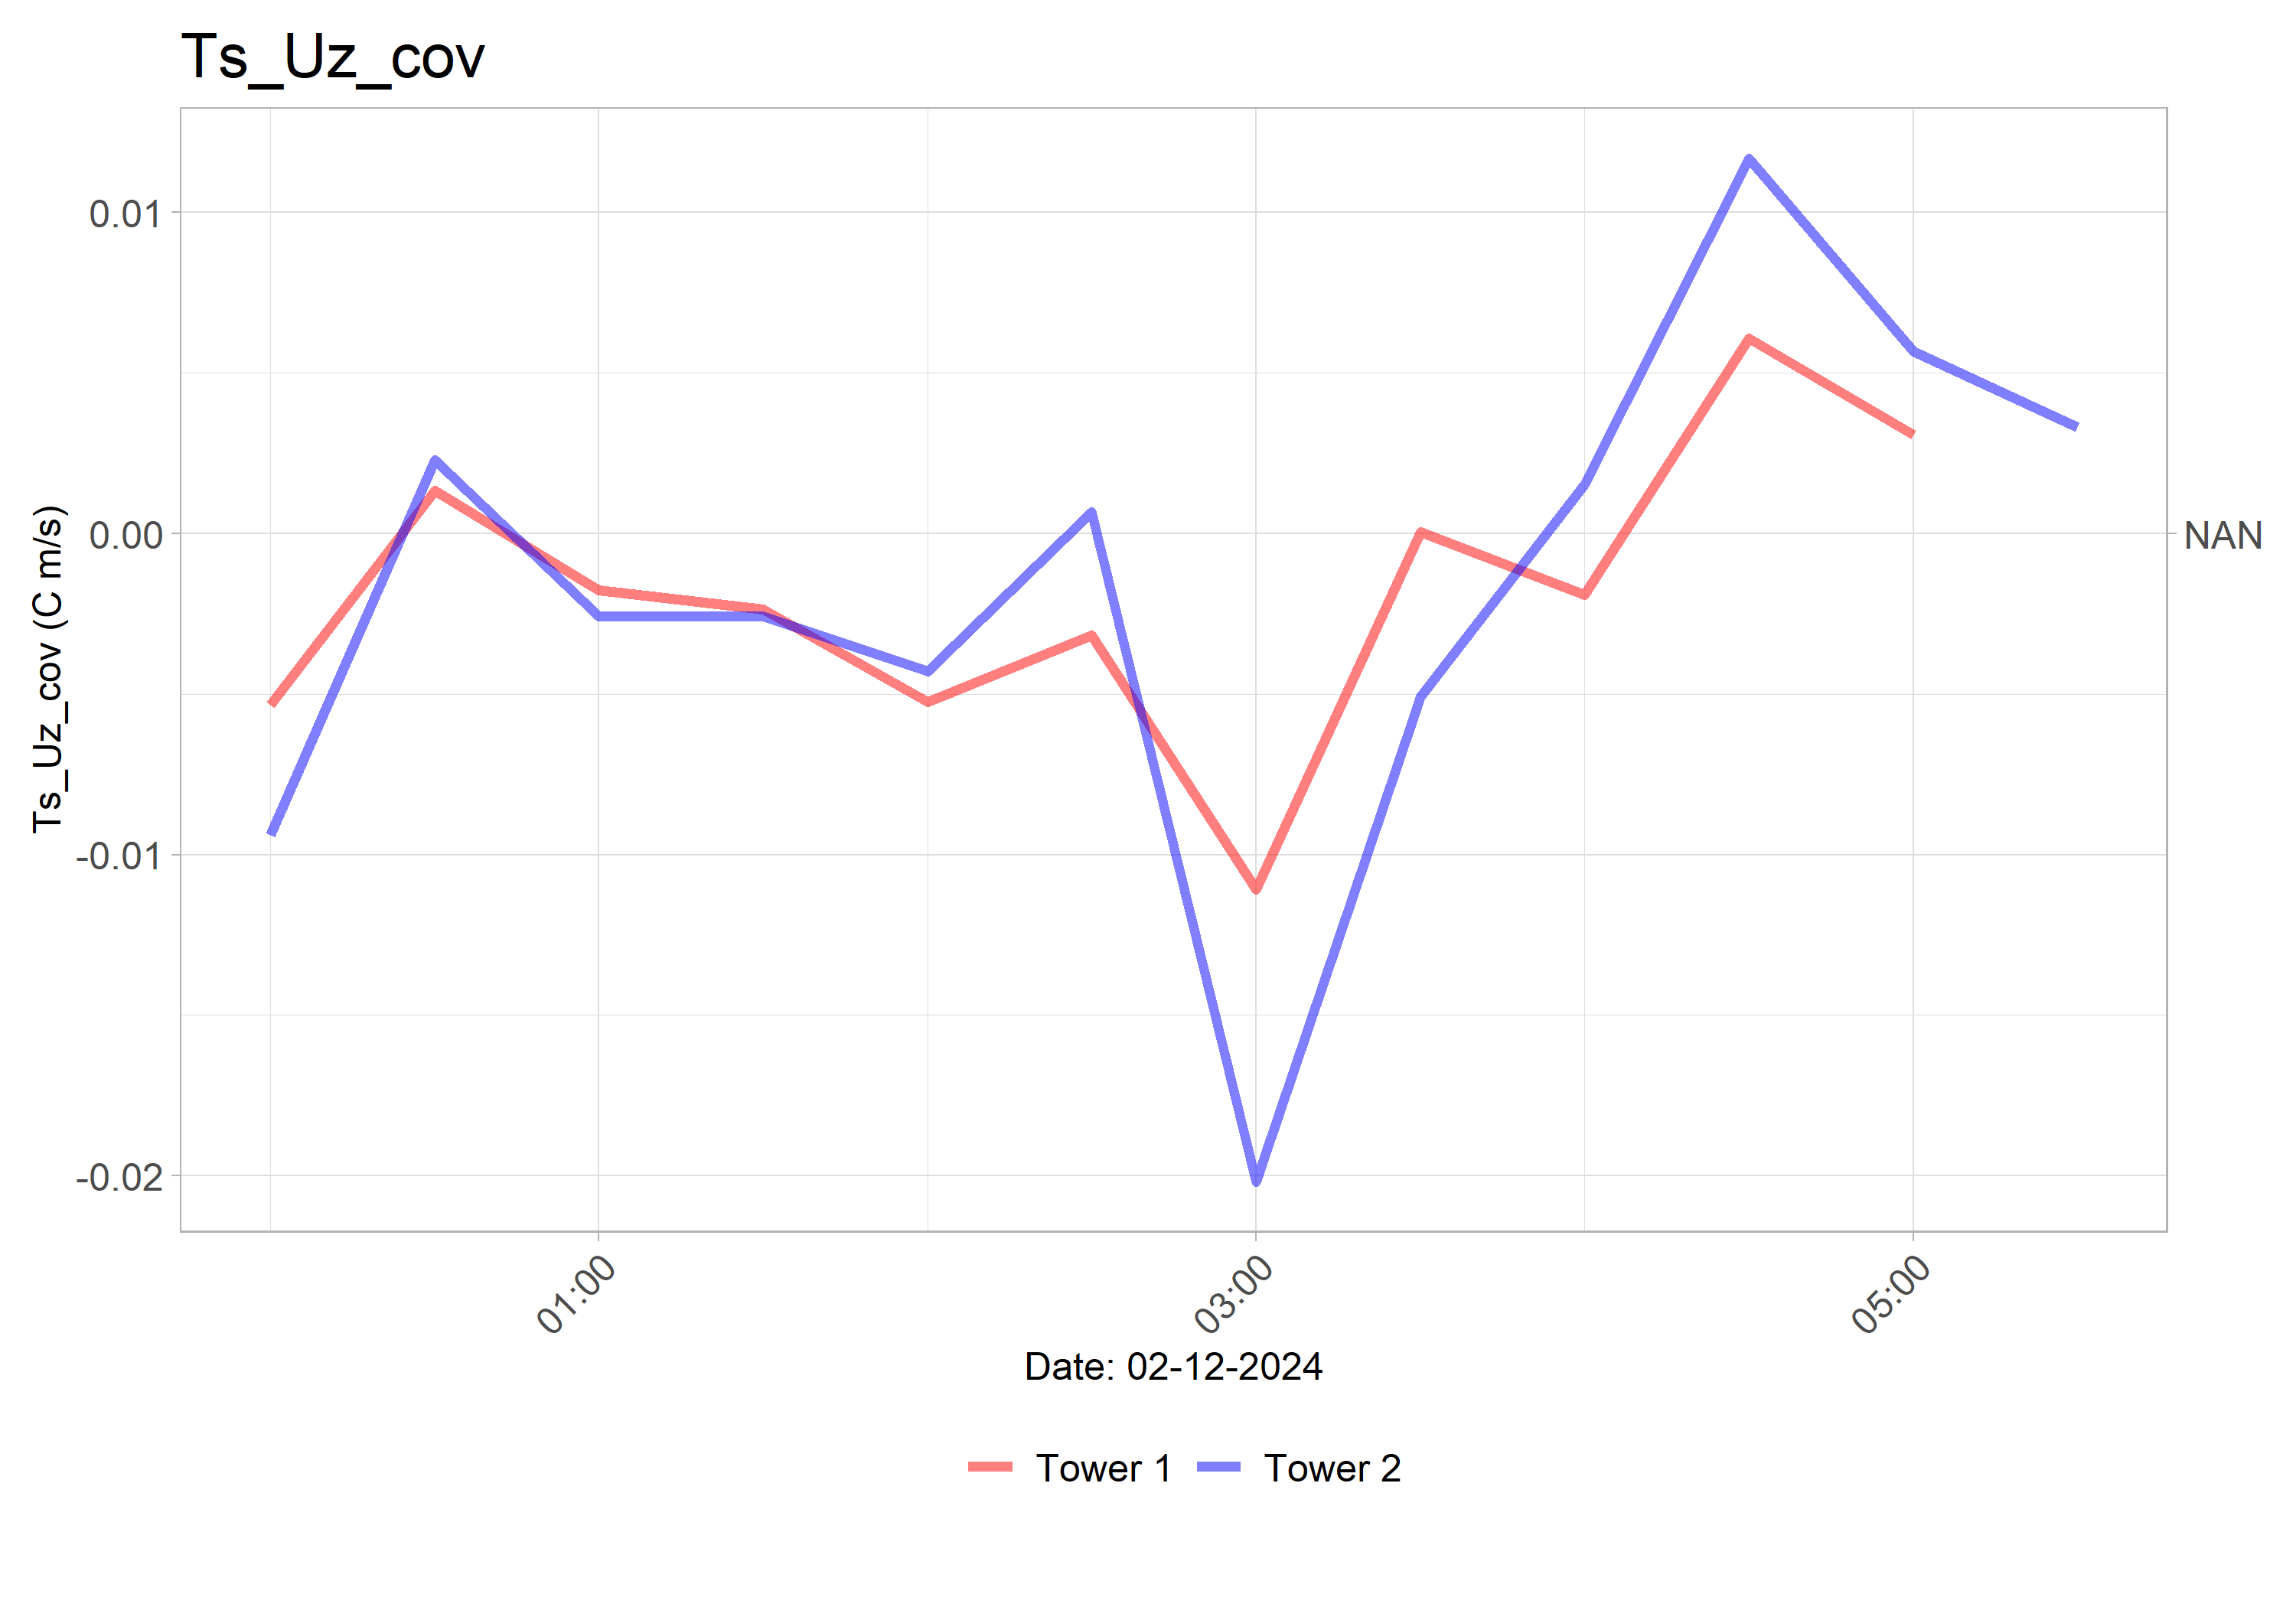 Ts_Uz_cov
Ts_Uz_cov (C m/s)
0.01
0.00
-0.01
-0.02
NAN
01:00
03:00
05:00
Date: 02-12-2024
Tower 1
Tower 2